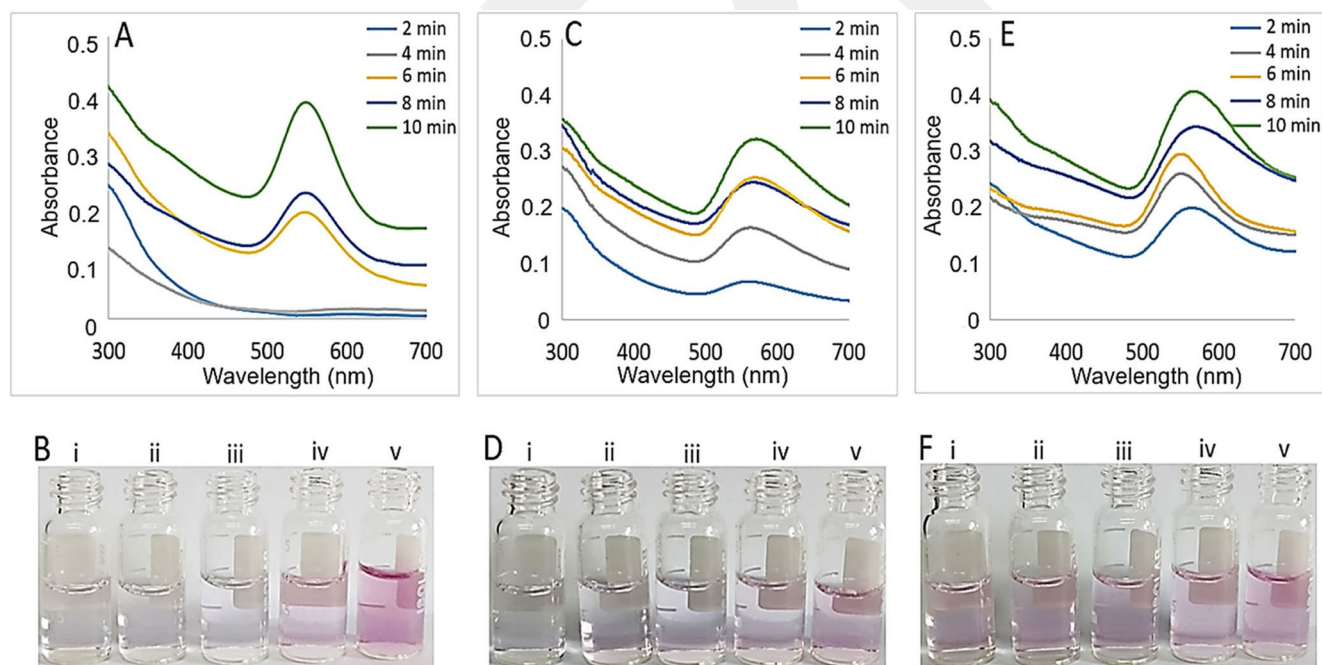 A
2 min
4 min
6 min
8 min
10 min
0.5
0.4
0.3
0.2
0.1
0
Absorbance
300 400 500 600 700
Wavelength (nm)
C
2 min
4 min
6 min
8 min
10 min
0.5
0.4
0.3
0.2
0.1
0
Absorbance
300 400 500 600 700
Wavelength (nm)
E
2 min
4 min
6 min
8 min
10 min
0.5
0.4
0.3
0.2
0.1
0
Absorbance
300 400 500 600 700
Wavelength (nm)
B i ii iii iv v
D i ii iii iv v
F i ii iii iv v